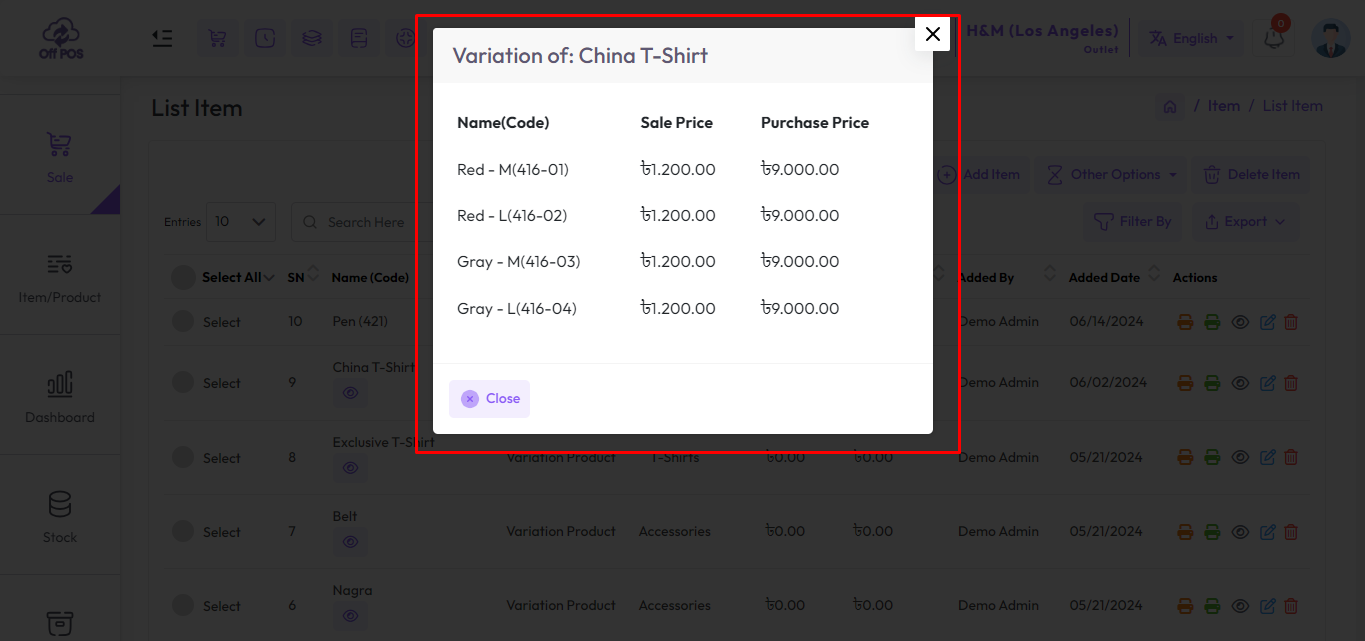 Off POS
H&M (Los Angeles)
Outlet
English
0
Variation of: China T-Shirt
List Item
/ Item / List Item
Name(Code) Sale Price Purchase Price
Red - M(416-01) ৳1.200.00 ৳9.000.00
Red - L(416-02) ৳1.200.00 ৳9.000.00
Gray - M(416-03) ৳1.200.00 ৳9.000.00
Gray - L(416-04) ৳1.200.00 ৳9.000.00
Close
Sale
Item/Product
Dashboard
Stock
Add Item Other Options Delete Item
Entries 10 Search Here Filter By Export
Select All SN Name (Code) Added By Added Date Actions
Select 10 Pen (421) Demo Admin 06/14/2024
Select 9 China T-Shirt Demo Admin 06/02/2024
Select 8 Exclusive T-Shirt Variation Product T-Shirts ৳0.00 ৳0.00 Demo Admin 05/21/2024
Select 7 Belt Variation Product Accessories ৳0.00 ৳0.00 Demo Admin 05/21/2024
Select 6 Nagra Variation Product Accessories ৳0.00 ৳0.00 Demo Admin 05/21/2024